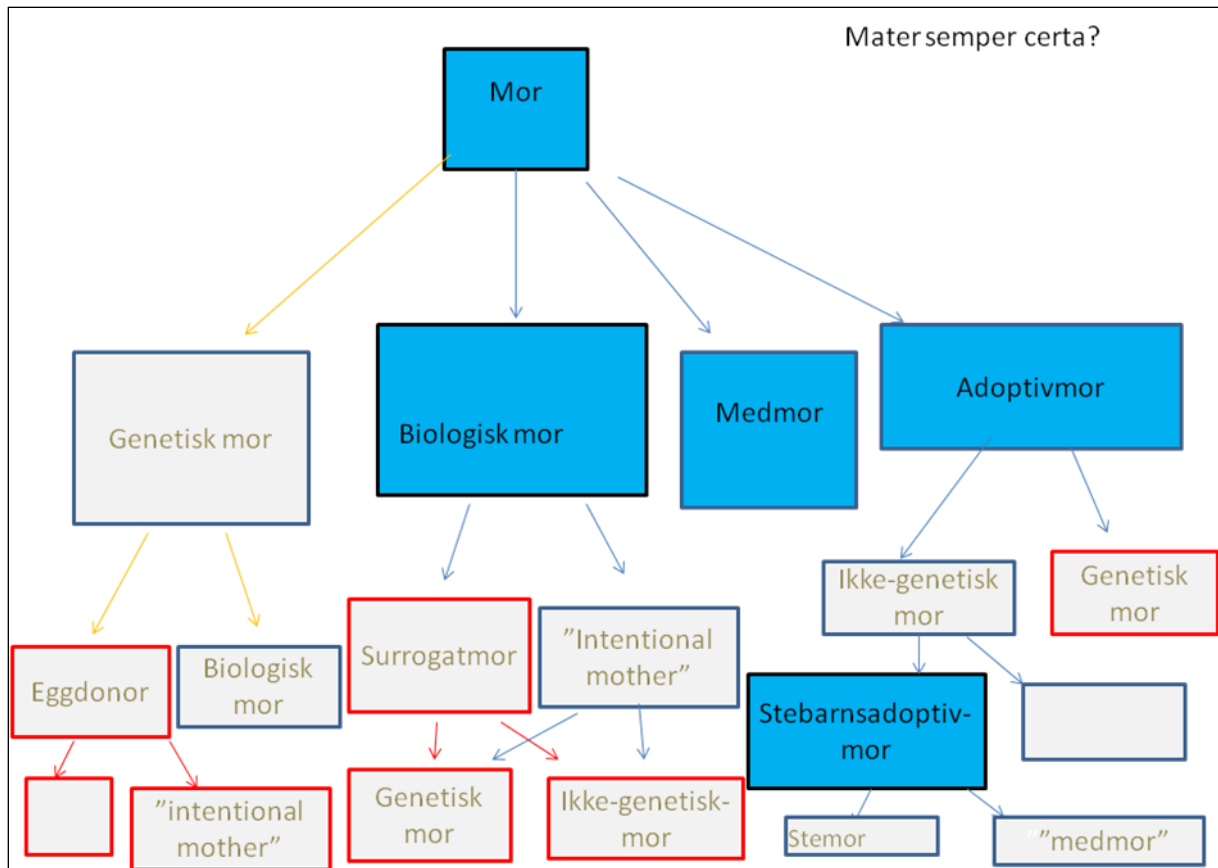 Mater semper certa?
Mor
Genetisk mor
Biologisk mor
Medmor
Adoptivmor
Ikke-genetisk
mor
Genetisk
mor
Eggdonor
Biologisk
mor
Surrogatmor
”Intentional
mother”
Stebarnsadoptiv-
mor
”intentional
mother”
Genetisk
mor
Ikke-genetisk-
mor
Stemor
””medmor”